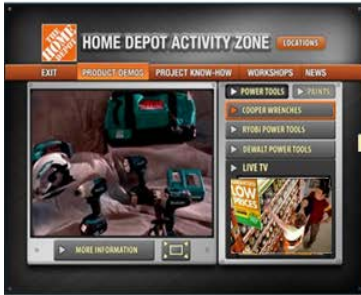 THE HOME DEPOT
HOME DEPOT ACTIVITY ZONE
LOCATIONS
EXIT
PRODUCT DEMOS
PROJECT KNOW-HOW
WORKSHOPS
NEWS
POWER TOOLS
PAINTS
COOPER WRENCHES
RYOBI POWER TOOLS
DEWALT POWER TOOLS
LIVE TV
LOW PRICES
MORE INFORMATION